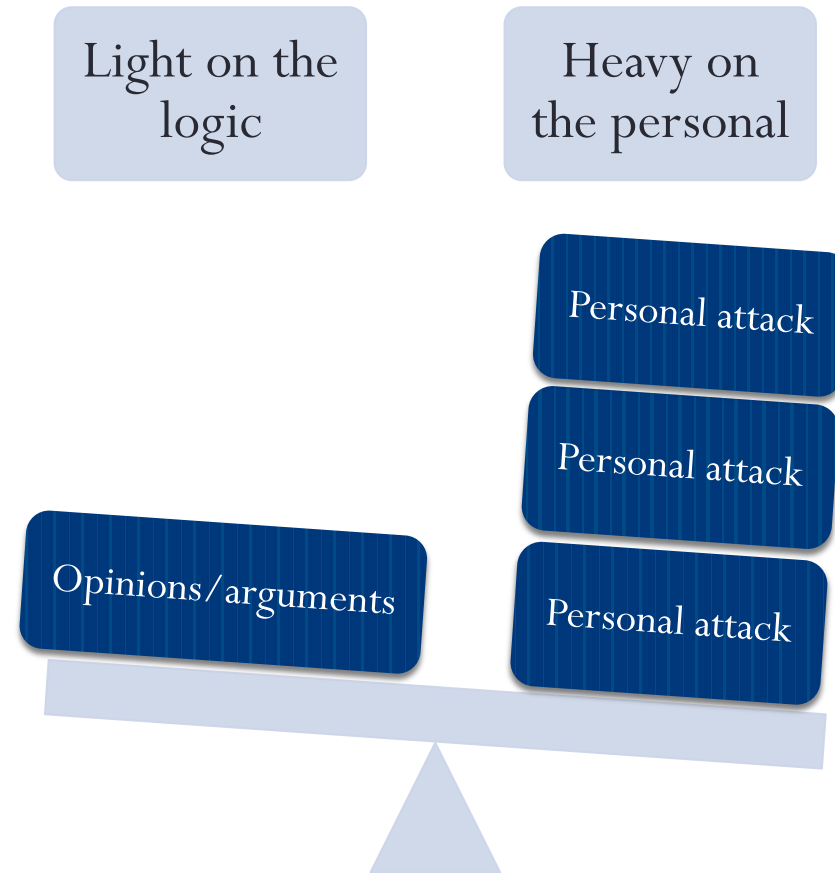 Light on the
logic
Heavy on
the personal
Personal attack
Personal attack
Opinions/arguments
Personal attack